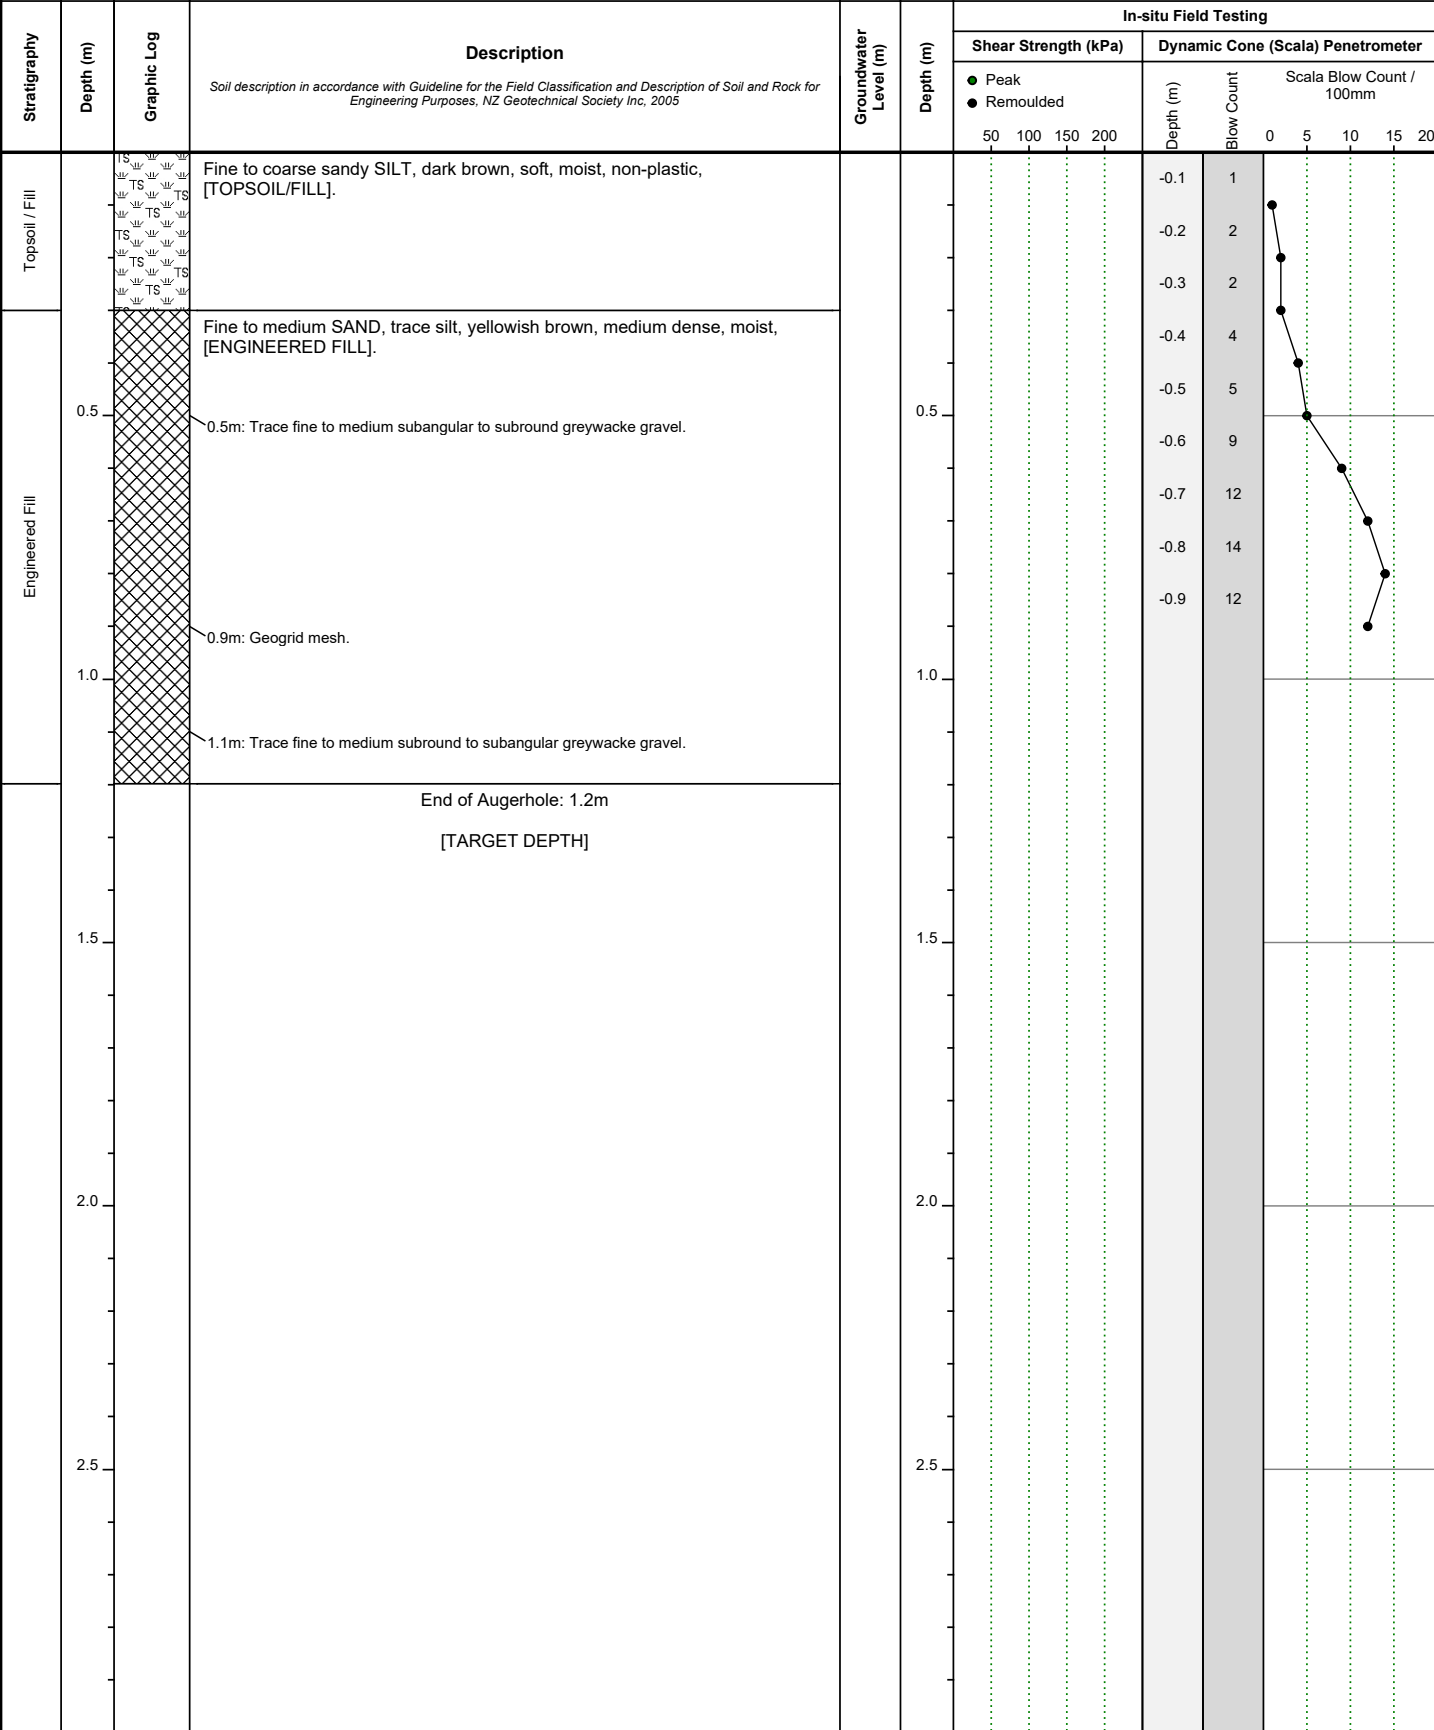 In-situ Field Testing
Stratigraphy
Depth (m)
Graphic Log
Description
Soil description in accordance with Guideline for the Field Classification and Description of Soil and Rock for
Engineering Purposes, NZ Geotechnical Society Inc, 2005
Groundwater
Level (m)
Depth (m)
Shear Strength (kPa)
Dynamic Cone (Scala) Penetrometer
Peak
Remoulded
50 100 150 200
Depth (m)
Blow Count
Scala Blow Count /
100mm
0 5 10 15 20
Topsoil / Fill
TS
TS
TS
TS
TS
TS
TS
TS
TS
Fine to coarse sandy SILT, dark brown, soft, moist, non-plastic,
[TOPSOIL/FILL].
-0.1 1
-0.2 2
-0.3 2
Engineered Fill
Fine to medium SAND, trace silt, yellowish brown, medium dense, moist,
[ENGINEERED FILL].
-0.4 4
-0.5 5
0.5
0.5m: Trace fine to medium subangular to subround greywacke gravel.
0.5
-0.6 9
-0.7 12
-0.8 14
-0.9 12
0.9m: Geogrid mesh.
1.0
1.0
1.1m: Trace fine to medium subround to subangular greywacke gravel.
End of Augerhole: 1.2m
[TARGET DEPTH]
1.5
1.5
2.0
2.0
2.5
2.5